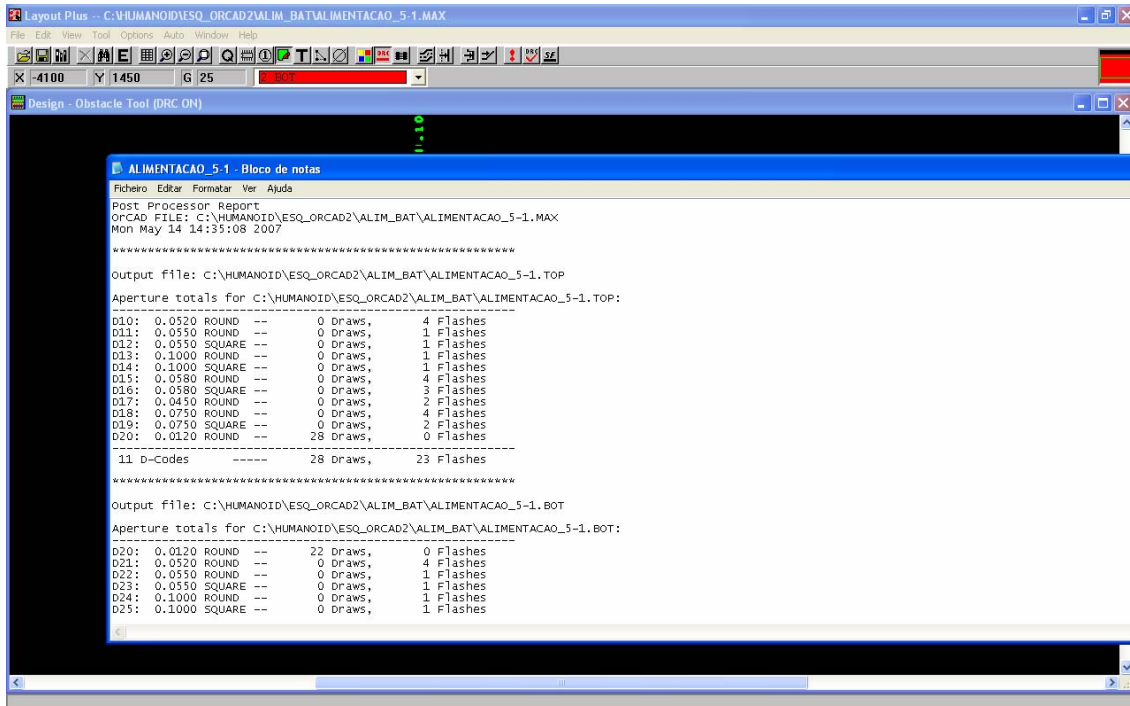 Layout Plus -- C:\HUMANOID\ESQ_ORCAD2\ALIM_BAT\ALIMENTACAO_5-1.MAX
File Edit View Tool Options Auto Window Help
X -4100 Y 1450 G 25 2 BOT
Design - Obstacle Tool (DRC ON)
ALIMENTACAO_5-1 - Bloco de notas
Ficheiro Editar Formatar Ver Ajuda
Post Processor Report
OrCAD FILE: C:\HUMANOID\ESQ_ORCAD2\ALIM_BAT\ALIMENTACAO_5-1.MAX
Mon May 14 14:35:08 2007
*********************************************************
Output file: C:\HUMANOID\ESQ_ORCAD2\ALIM_BAT\ALIMENTACAO_5-1.TOP
Aperture totals for C:\HUMANOID\ESQ_ORCAD2\ALIM_BAT\ALIMENTACAO_5-1.TOP:
---------------------------------------------------------
D10: 0.0520 ROUND -- 0 Draws, 4 Flashes
D11: 0.0550 ROUND -- 0 Draws, 1 Flashes
D12: 0.0550 SQUARE -- 0 Draws, 1 Flashes
D13: 0.1000 ROUND -- 0 Draws, 1 Flashes
D14: 0.1000 SQUARE -- 0 Draws, 1 Flashes
D15: 0.0580 ROUND -- 0 Draws, 4 Flashes
D16: 0.0580 SQUARE -- 0 Draws, 3 Flashes
D17: 0.0450 ROUND -- 0 Draws, 2 Flashes
D18: 0.0750 ROUND -- 0 Draws, 4 Flashes
D19: 0.0750 SQUARE -- 0 Draws, 2 Flashes
D20: 0.0120 ROUND -- 28 Draws, 0 Flashes
---------------------------------------------------------
11 D-Codes ----- 28 Draws, 23 Flashes
*********************************************************
Output file: C:\HUMANOID\ESQ_ORCAD2\ALIM_BAT\ALIMENTACAO_5-1.BOT
Aperture totals for C:\HUMANOID\ESQ_ORCAD2\ALIM_BAT\ALIMENTACAO_5-1.BOT:
---------------------------------------------------------
D20: 0.0120 ROUND -- 22 Draws, 0 Flashes
D21: 0.0520 ROUND -- 0 Draws, 4 Flashes
D22: 0.0550 ROUND -- 0 Draws, 1 Flashes
D23: 0.0550 SQUARE -- 0 Draws, 1 Flashes
D24: 0.1000 ROUND -- 0 Draws, 1 Flashes
D25: 0.1000 SQUARE -- 0 Draws, 1 Flashes